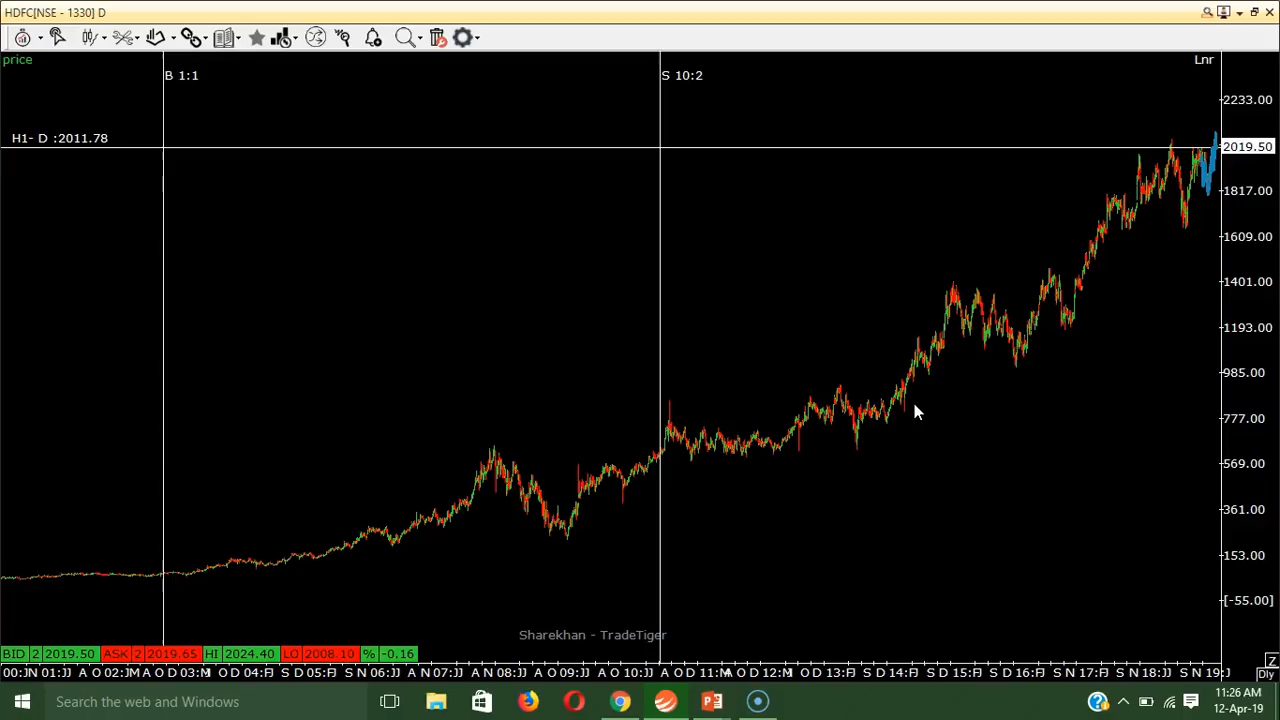 HDFC[NSE - 1330] D
price
Lnr
B 1:1
S 10:2
H1- D :2011.78
2233.00
2019.50
1817.00
1609.00
1401.00
1193.00
985.00
777.00
569.00
361.00
153.00
[-55.00]
Sharekhan - TradeTiger
BID 2 2019.50 ASK 2 2019.65 HI 2024.40 LO 2008.10 % -0.16
Z
Dly
Search the web and Windows
11:26 AM
12-Apr-19